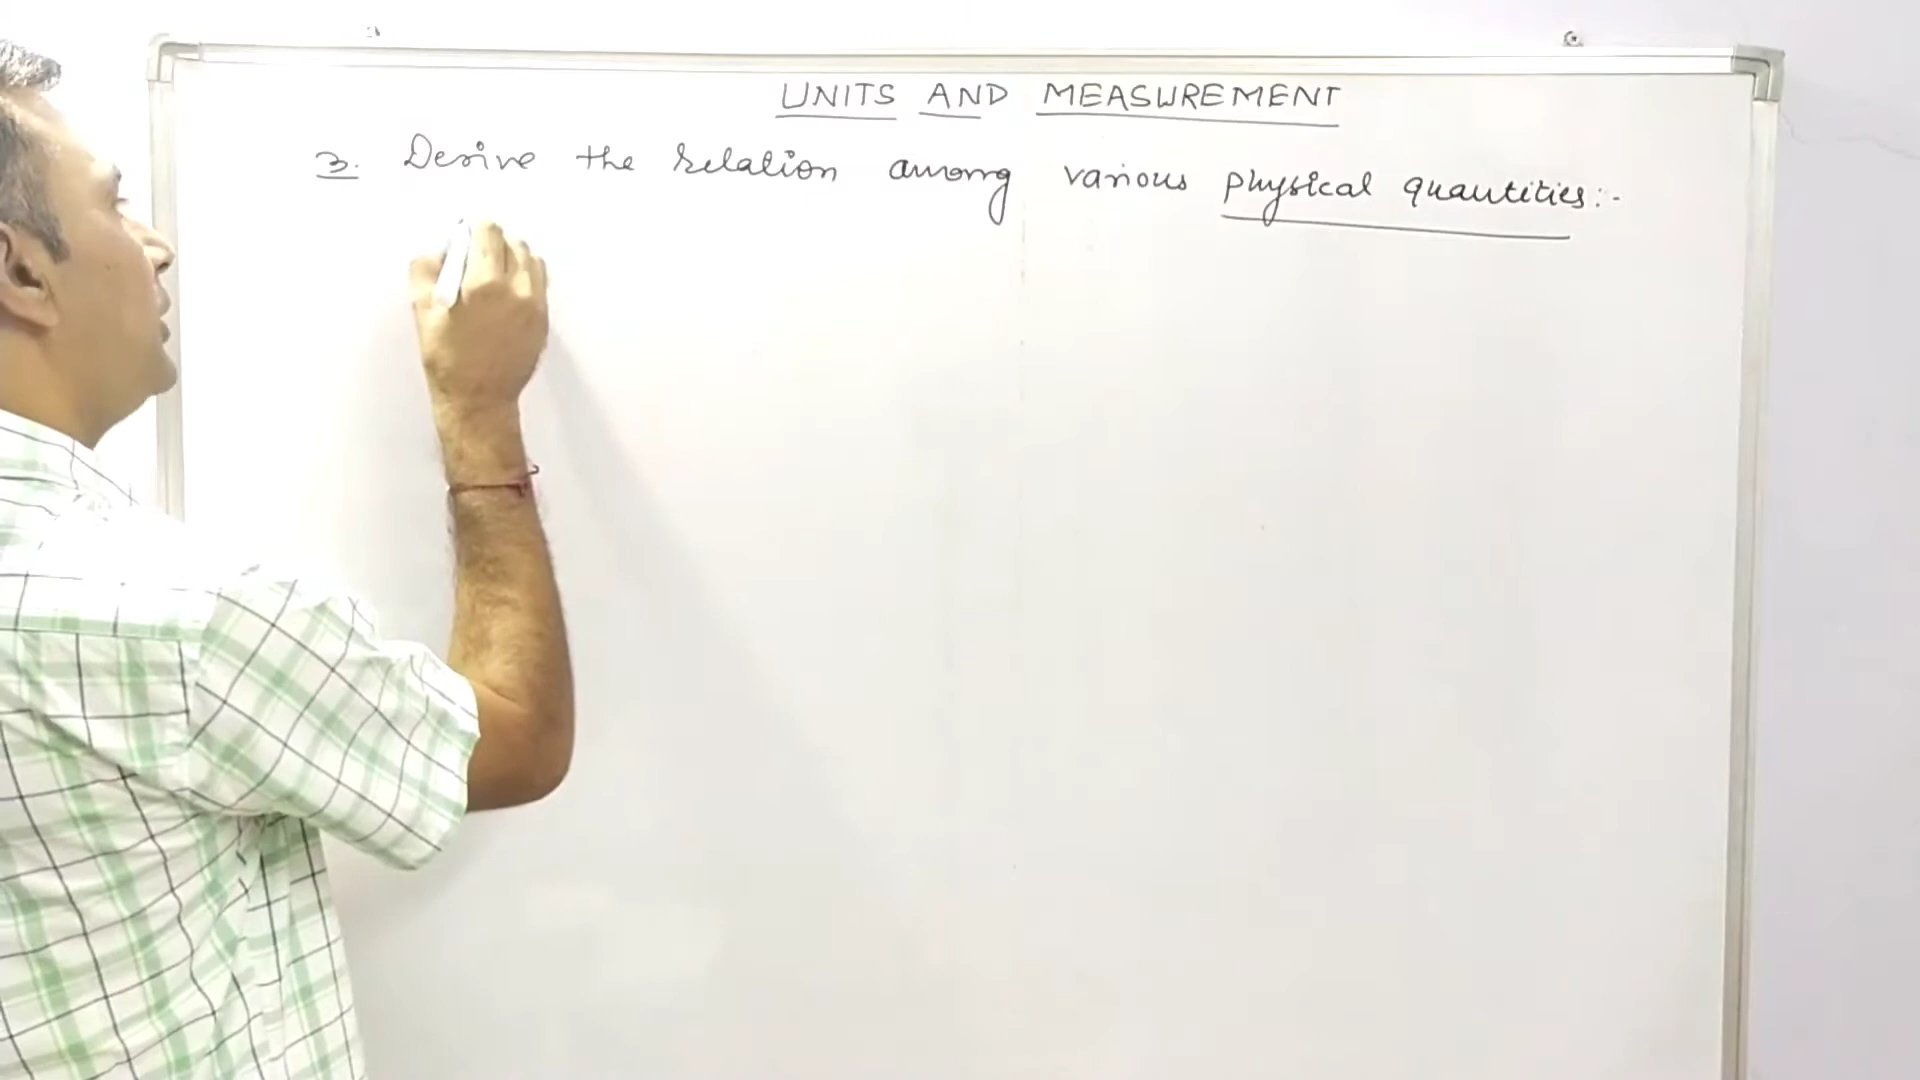 UNITS AND MEASUREMENT
3. Derive the relation among various physical quantities:-